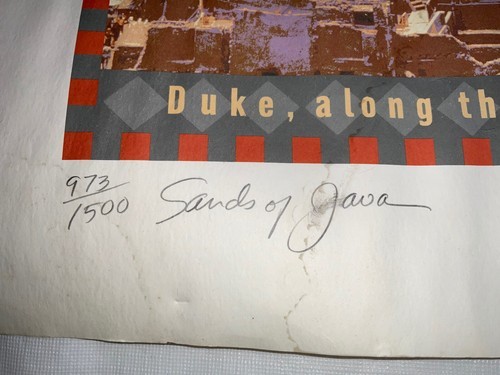 Duke, along th
973/1500 Sands of Java